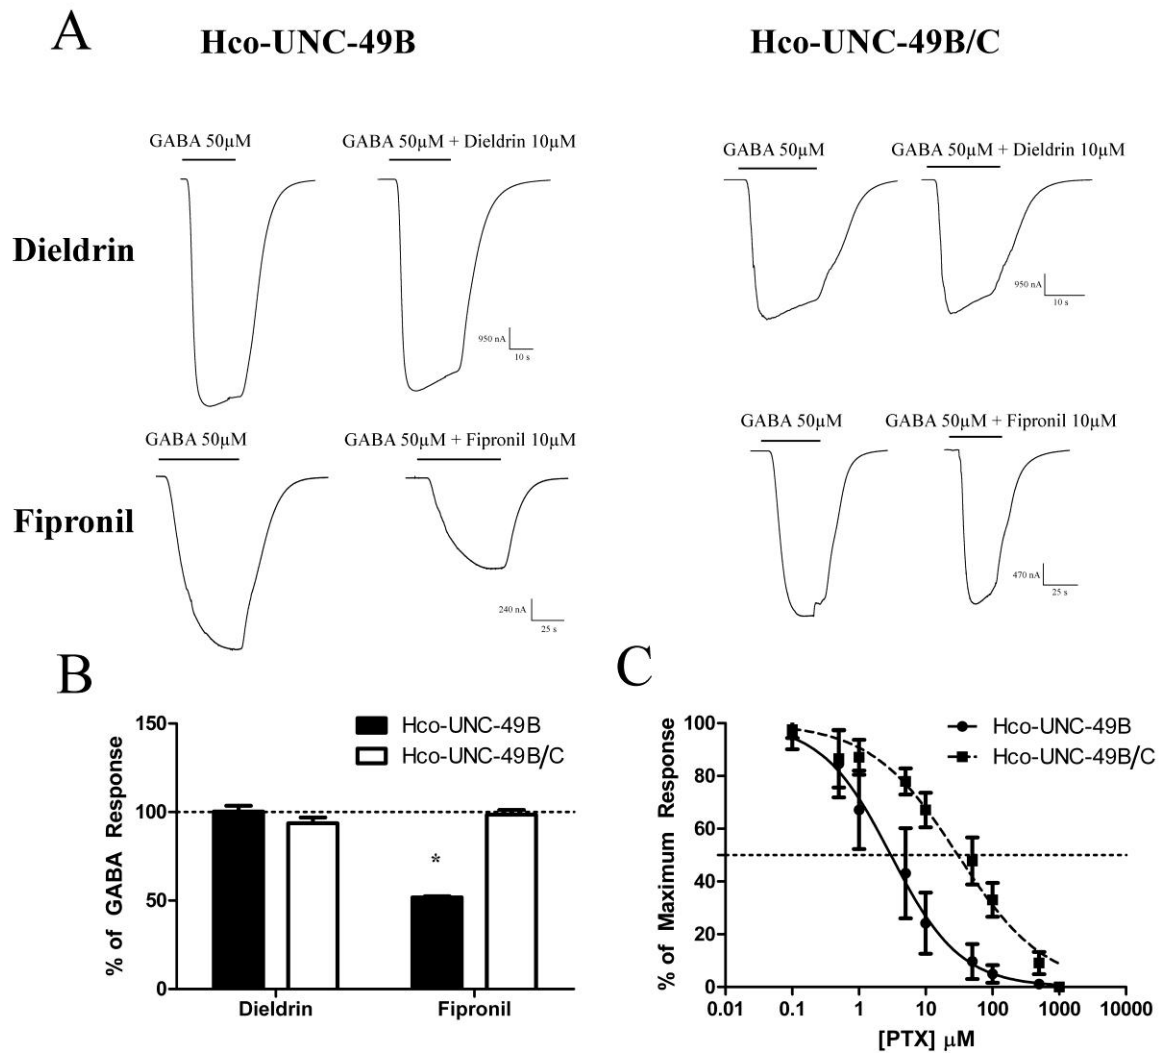 A
Hco-UNC-49B
Hco-UNC-49B/C
GABA 50µM
GABA 50µM + Dieldrin 10µM
GABA 50µM
GABA 50µM + Dieldrin 10µM
Dieldrin
950 nA
10 s
950 nA
10 s
GABA 50µM
GABA 50µM + Fipronil 10µM
GABA 50µM
GABA 50µM + Fipronil 10µM
Fipronil
240 nA
25 s
470 nA
25 s
B
% of GABA Response
150
100
50
0
Hco-UNC-49B
Hco-UNC-49B/C
*
Dieldrin
Fipronil
C
% of Maximum Response
100
80
60
40
20
0
Hco-UNC-49B
Hco-UNC-49B/C
0.01
0.1
1
10
100
1000
10000
[PTX] µM